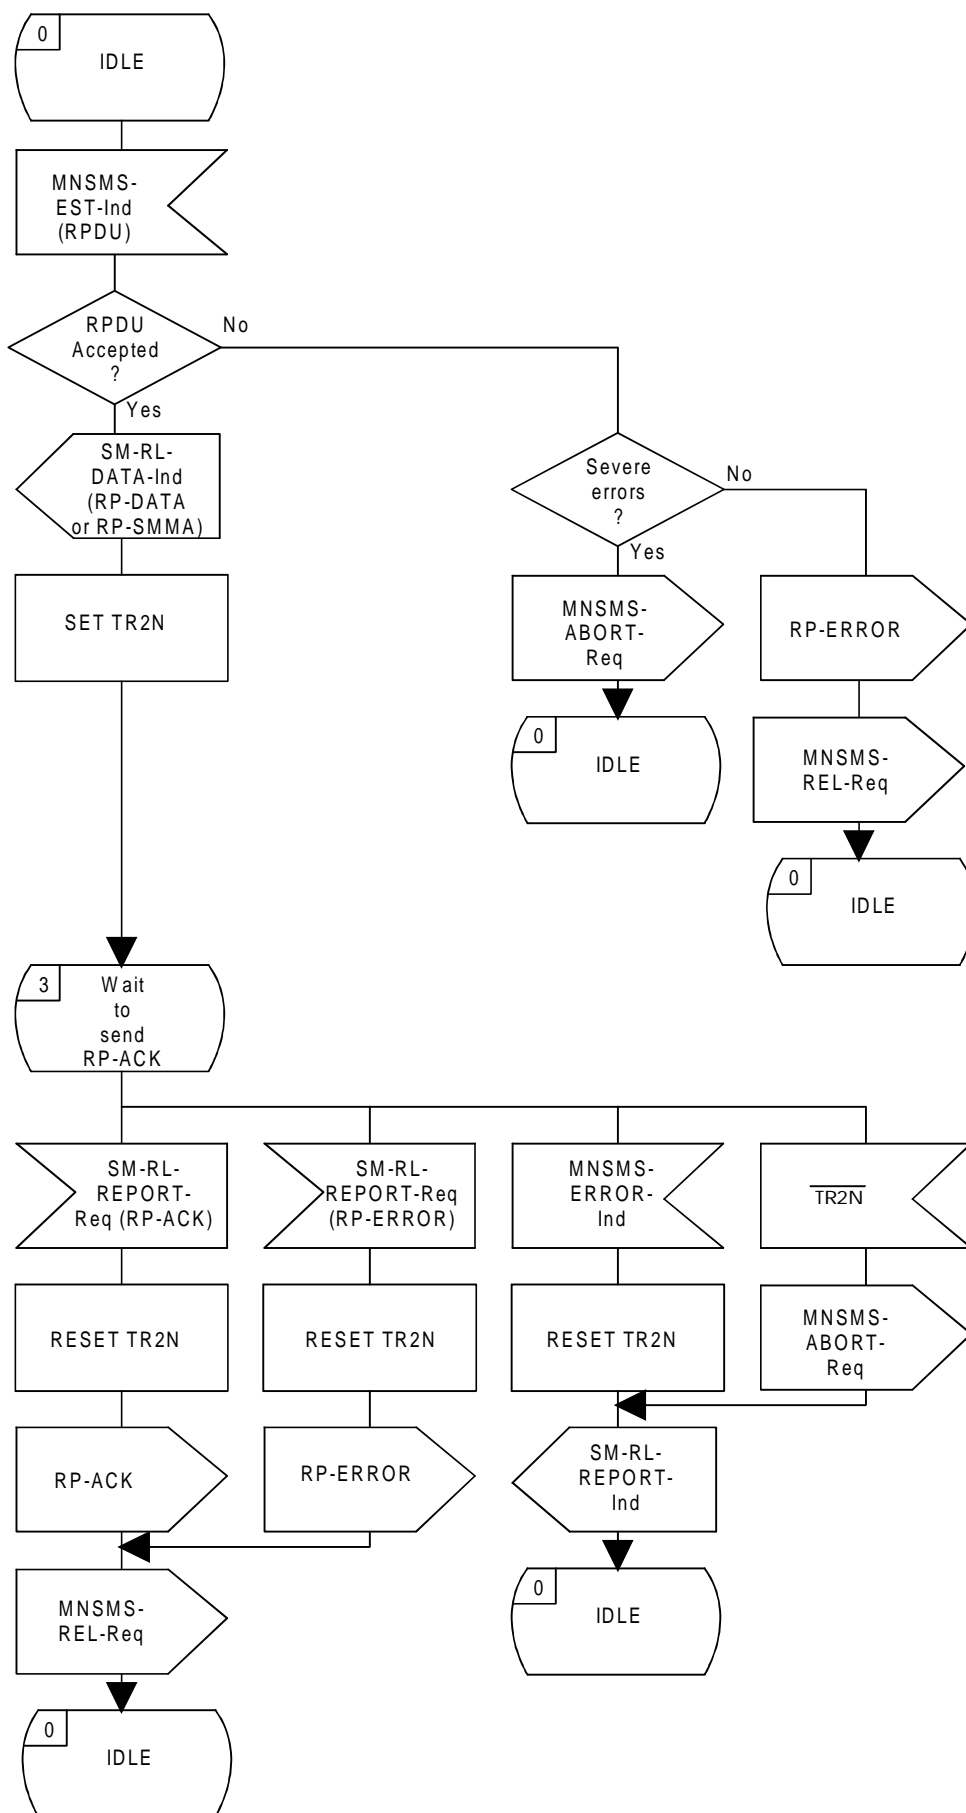 0
IDLE
MNSMS-
EST-Ind
(RPDU)
RPDU
Accepted
?
No
Yes
SM-RL-
DATA-Ind
(RP-DATA
or RP-SMMA)
SET TR2N
Severe
errors
?
No
Yes
MNSMS-
ABORT-
Req
RP-ERROR
0
IDLE
MNSMS-
REL-Req
0
IDLE
3
Wait
to
send
RP-ACK
SM-RL-
REPORT-
Req (RP-ACK)
SM-RL-
REPORT-Req
(RP-ERROR)
MNSMS-
ERROR-
Ind
TR2N
RESET TR2N
RESET TR2N
RESET TR2N
MNSMS-
ABORT-
Req
RP-ACK
RP-ERROR
SM-RL-
REPORT-
Ind
MNSMS-
REL-Req
0
IDLE
0
IDLE